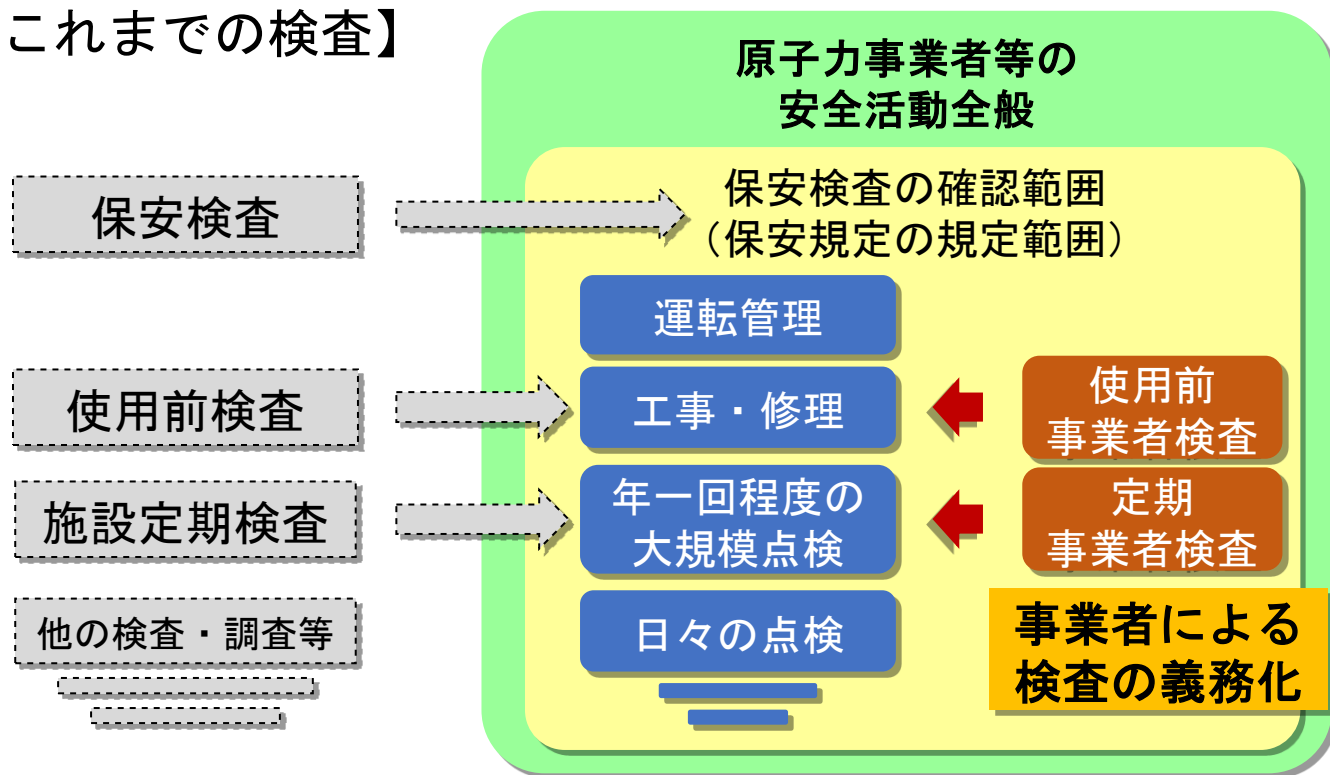 これまでの検査】
原子力事業者等の
安全活動全般
保安検査
保安検査の確認範囲
（保安規定の規定範囲）
運転管理
使用前検査
工事・修理
使用前
事業者検査
施設定期検査
年一回程度の
大規模点検
定期
事業者検査
他の検査・調査等
日々の点検
事業者による
検査の義務化